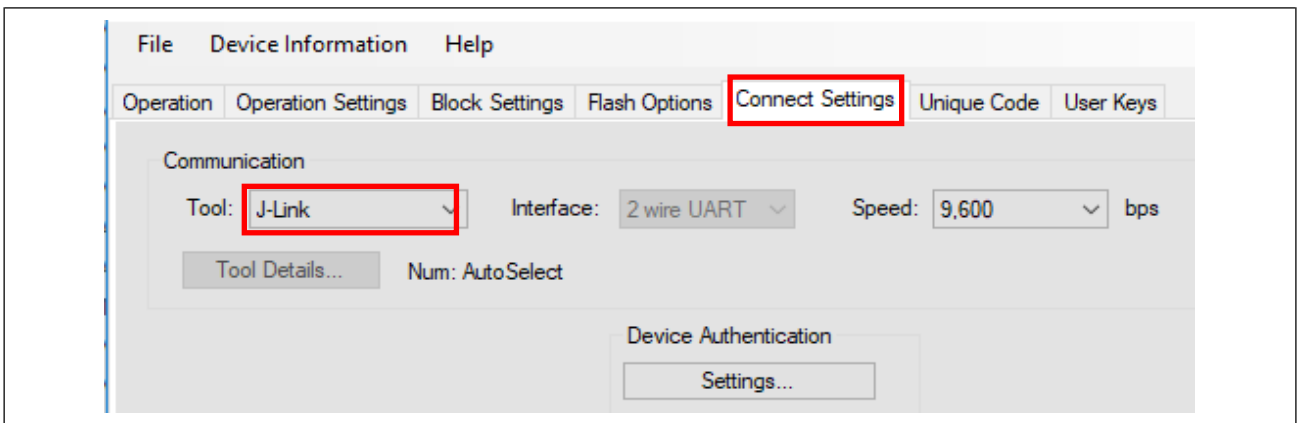 File Device Information Help
Operation Operation Settings Block Settings Flash Options Connect Settings Unique Code User Keys
Communication
Tool: J-Link Interface: 2 wire UART Speed: 9,600 bps
Tool Details... Num: AutoSelect
Device Authentication
Settings...